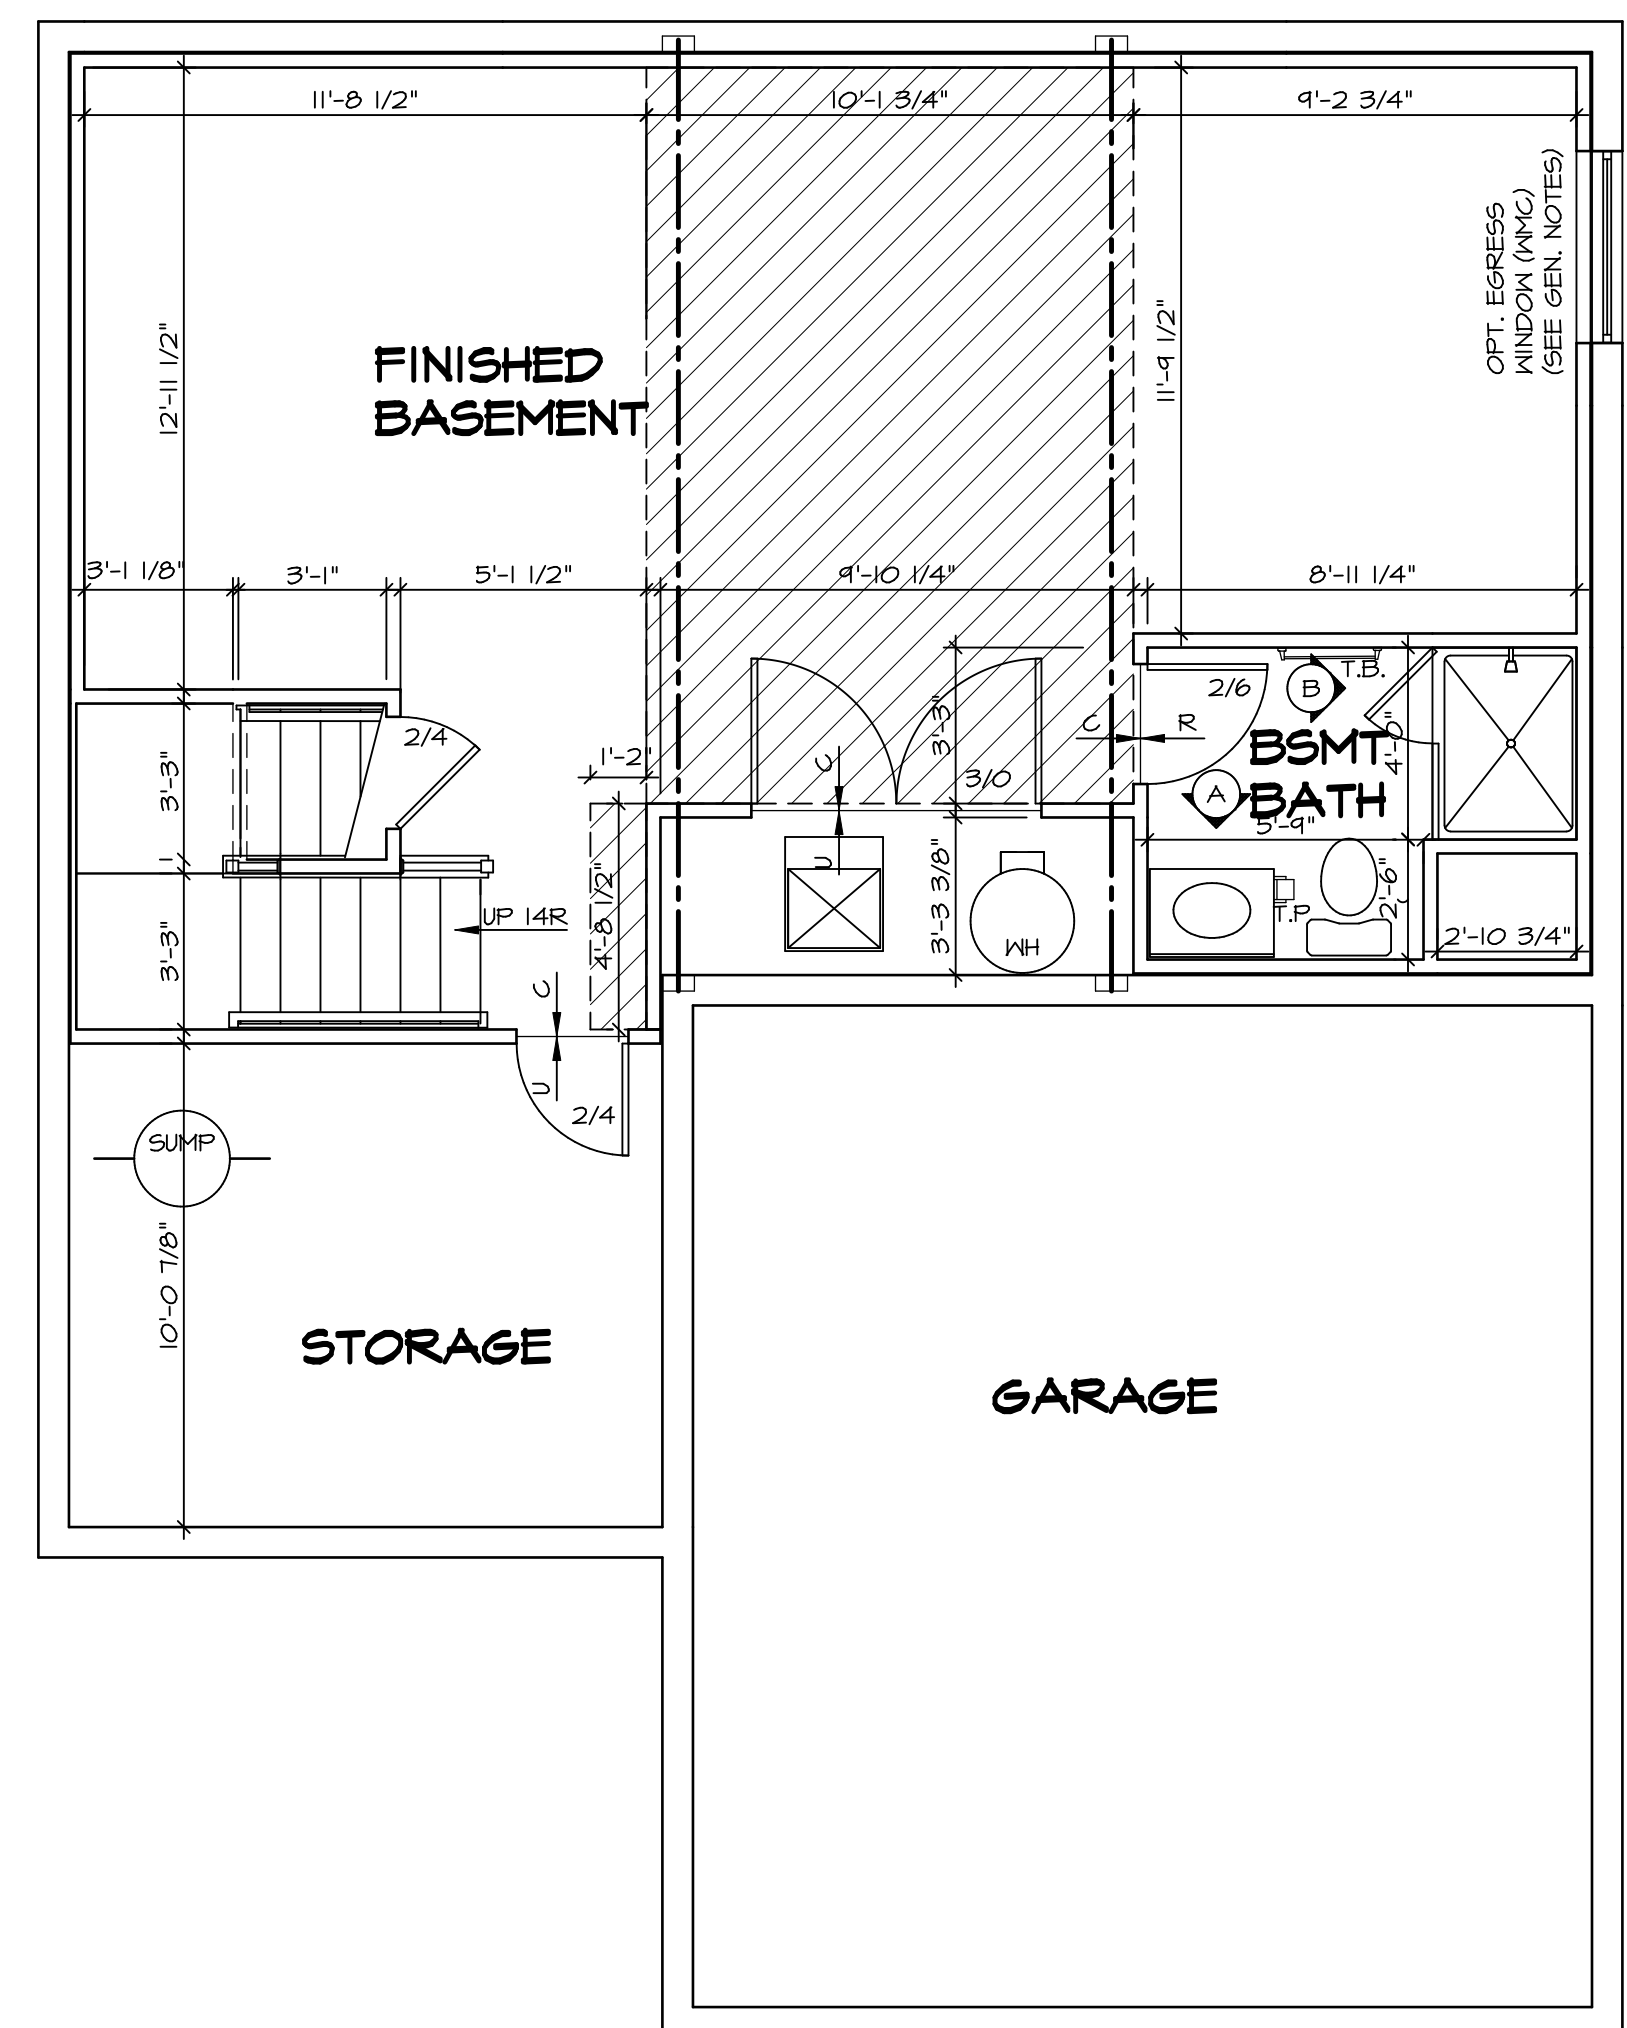 11'-8 1/2"
10'-1 3/4"
9'-2 3/4"
OPT. EGRESS
WINDOW (WMC)
(SEE GEN. NOTES)
12'-11 1/2"
11'-9 1/2"
FINISHED
BASEMENT
3'-1 1/8"
3'-1"
5'-1 1/2"
9'-10 1/4"
8'-11 1/4"
T.B.
2/6
B
2/4
3'-3"
C
R
BSMT
BATH
4'-0"
1'-2"
C
3/0
3'-3"
A
5'-9"
U
4'-8 1/2"
3'-3 3/8"
2'-6"
UP 14R
T.P
3'-3"
WH
2'-10 3/4"
C
U
2/4
SUMP
10'-0 7/8"
STORAGE
GARAGE